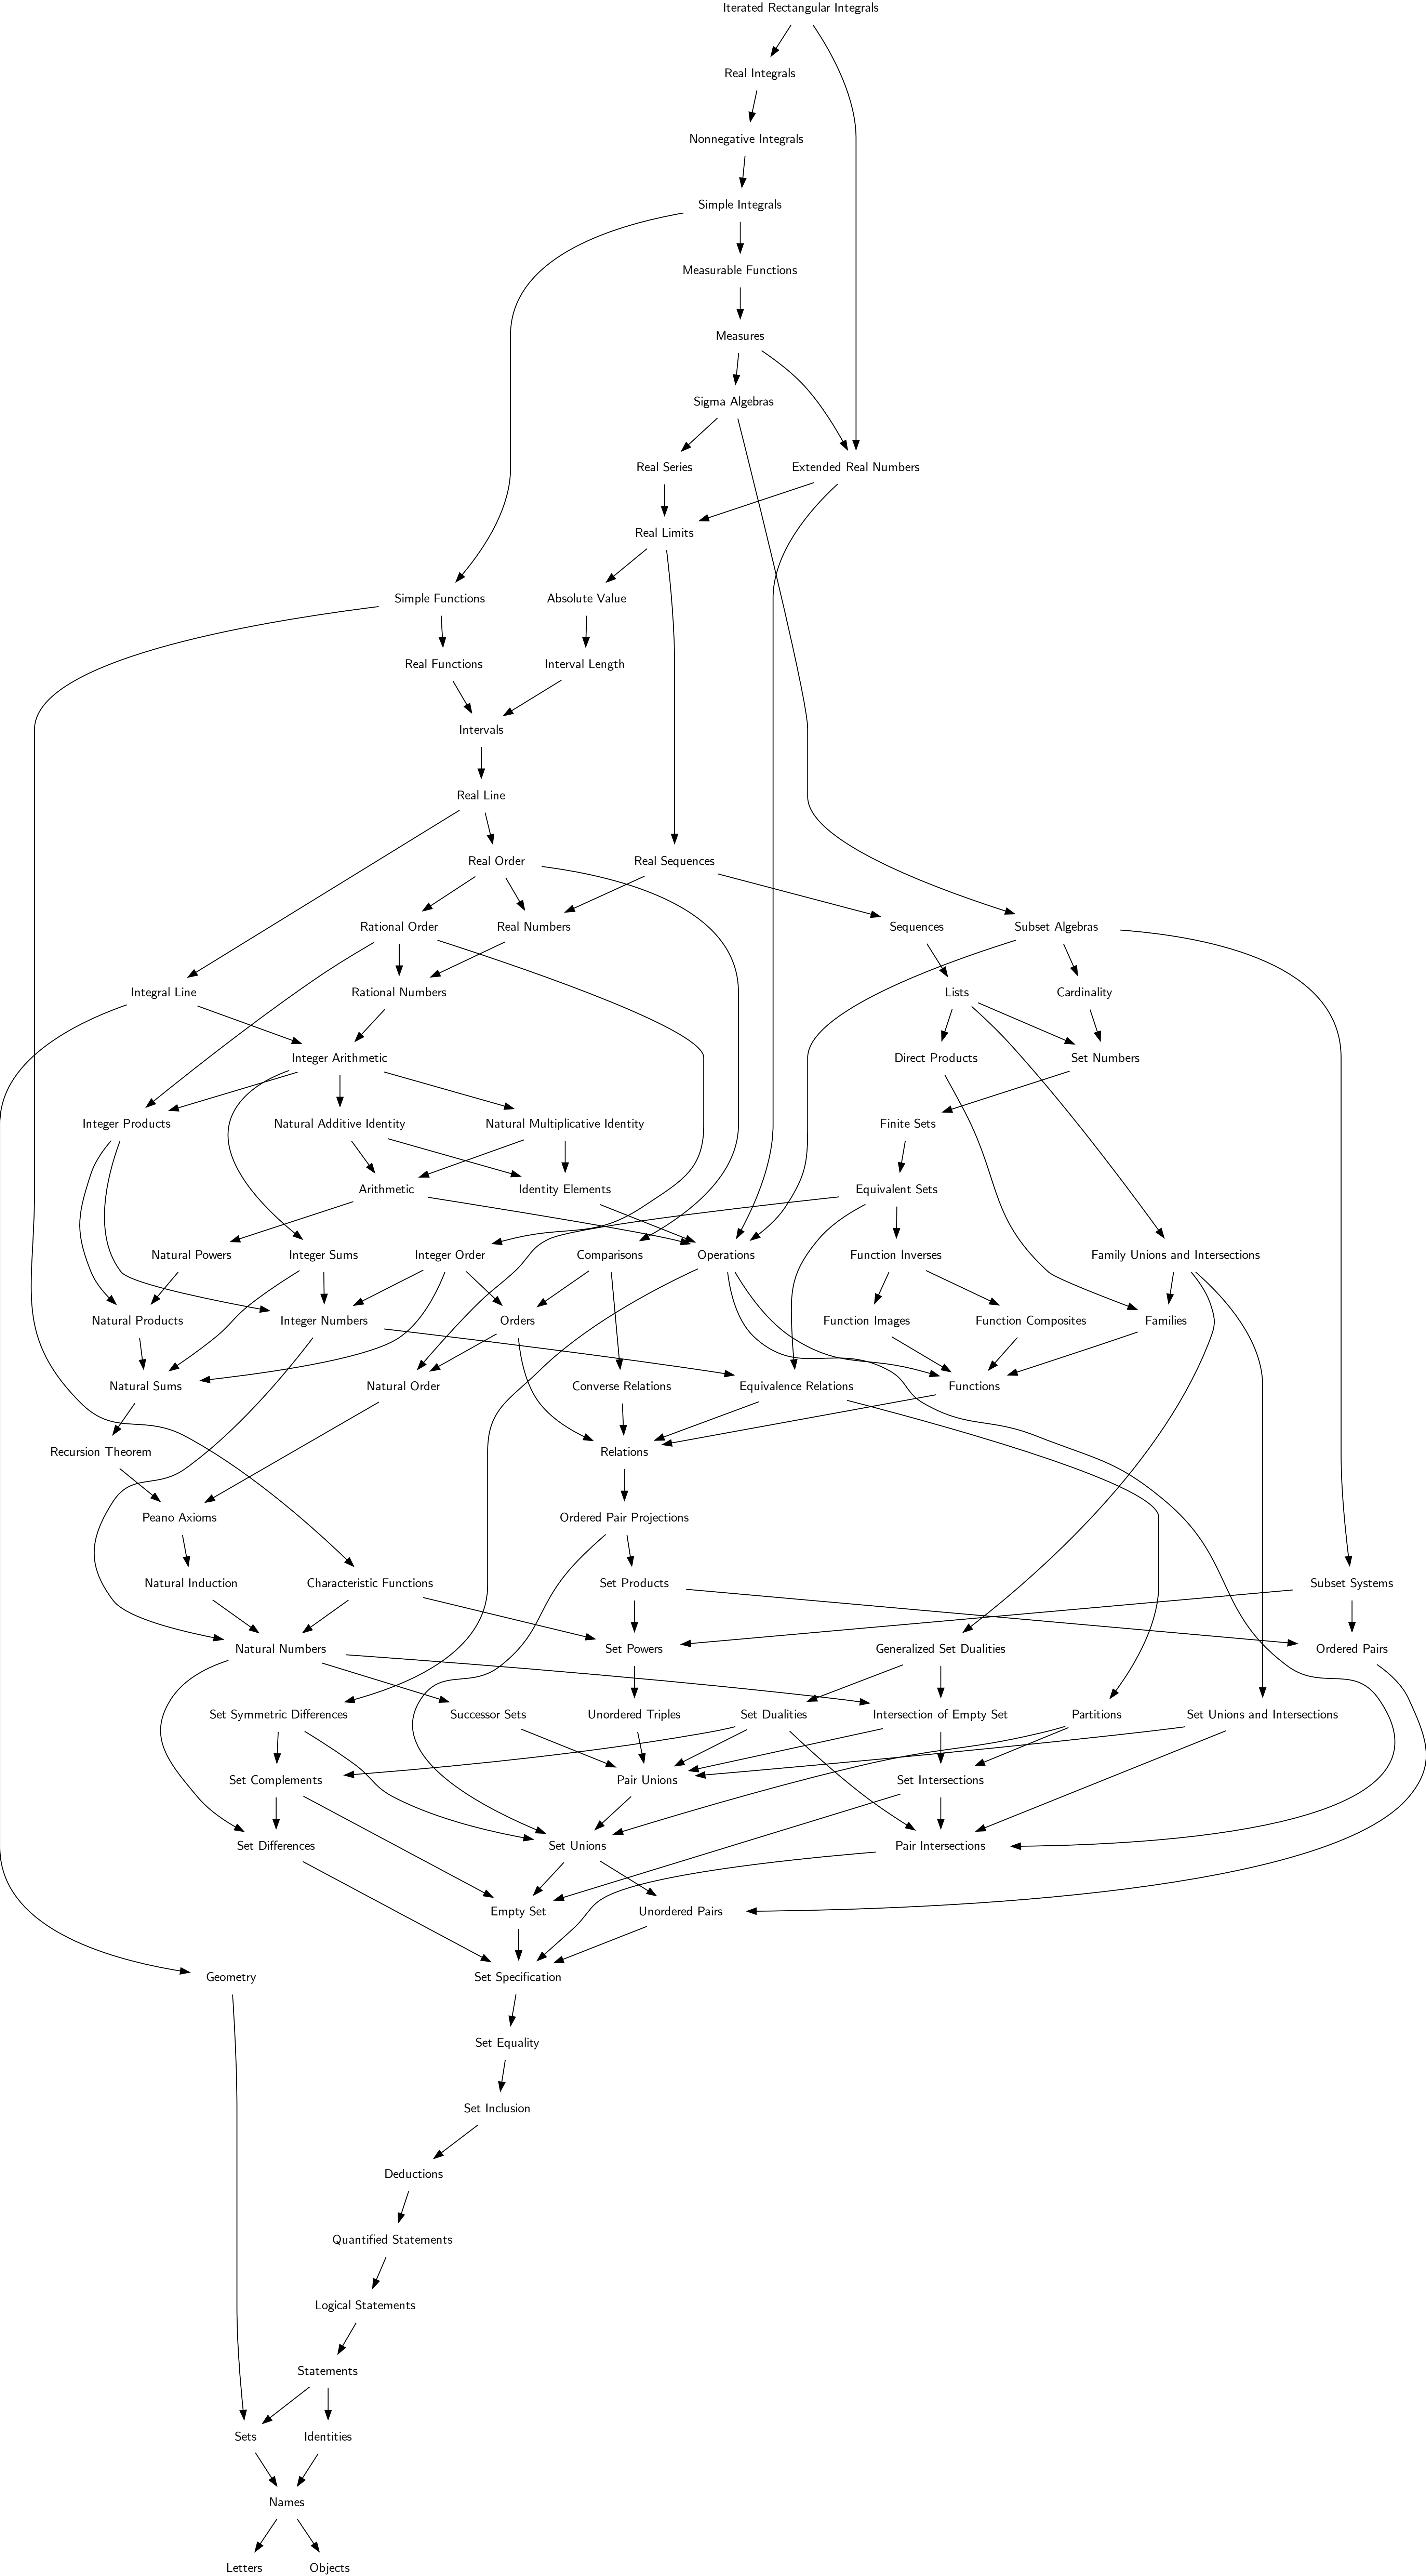 Iterated Rectangular Integrals
Real Integrals
Nonnegative Integrals
Simple Integrals
Measurable Functions
Measures
Sigma Algebras
Real Series
Extended Real Numbers
Real Limits
Simple Functions
Absolute Value
Real Functions
Interval Length
Intervals
Real Line
Real Order
Real Sequences
Rational Order
Real Numbers
Sequences
Subset Algebras
Integral Line
Rational Numbers
Lists
Cardinality
Integer Arithmetic
Direct Products
Set Numbers
Integer Products
Natural Additive Identity
Natural Multiplicative Identity
Finite Sets
Arithmetic
Identity Elements
Equivalent Sets
Natural Powers
Integer Sums
Integer Order
Comparisons
Operations
Function Inverses
Family Unions and Intersections
Natural Products
Integer Numbers
Orders
Function Images
Function Composites
Families
Natural Sums
Natural Order
Converse Relations
Equivalence Relations
Functions
Recursion Theorem
Relations
Peano Axioms
Ordered Pair Projections
Natural Induction
Characteristic Functions
Set Products
Subset Systems
Natural Numbers
Set Powers
Generalized Set Dualities
Ordered Pairs
Set Symmetric Differences
Successor Sets
Unordered Triples
Set Dualities
Intersection of Empty Set
Partitions
Set Unions and Intersections
Set Complements
Pair Unions
Set Intersections
Set Differences
Set Unions
Pair Intersections
Empty Set
Unordered Pairs
Geometry
Set Specification
Set Equality
Set Inclusion
Deductions
Quantified Statements
Logical Statements
Statements
Sets
Identities
Names
Letters
Objects